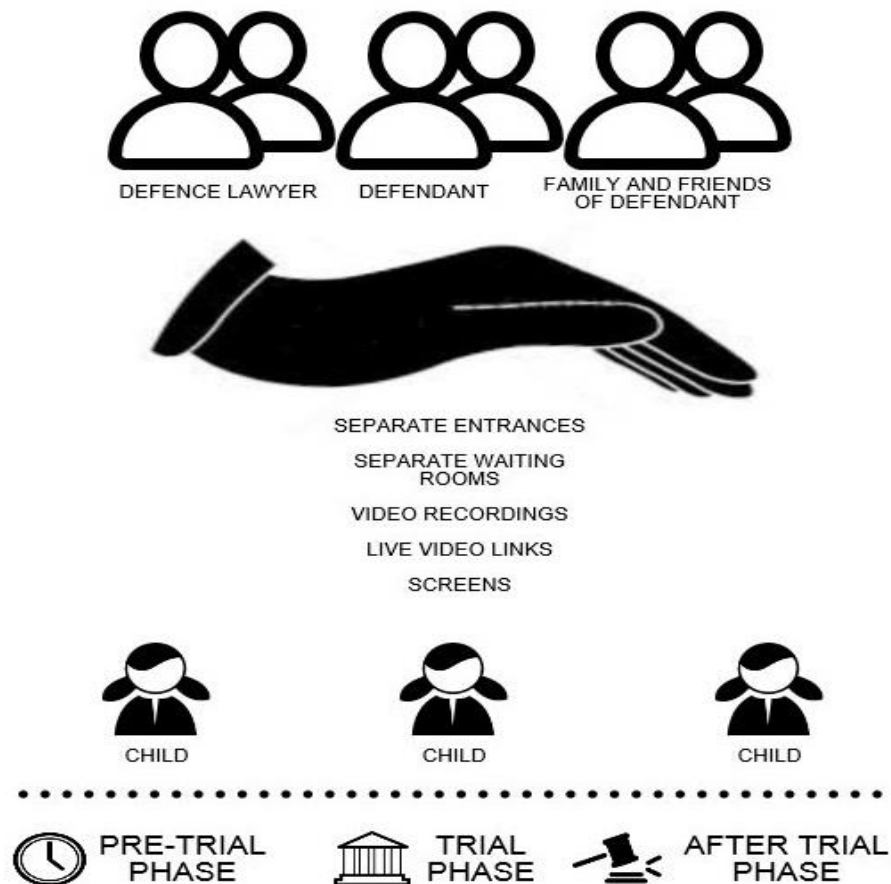 DEFENCE LAWYER
DEFENDANT
FAMILY AND FRIENDS
OF DEFENDANT
SEPARATE ENTRANCES
SEPARATE WAITING
ROOMS
VIDEO RECORDINGS
LIVE VIDEO LINKS
SCREENS
CHILD
CHILD
CHILD
PRE-TRIAL
PHASE
TRIAL
PHASE
AFTER TRIAL
PHASE